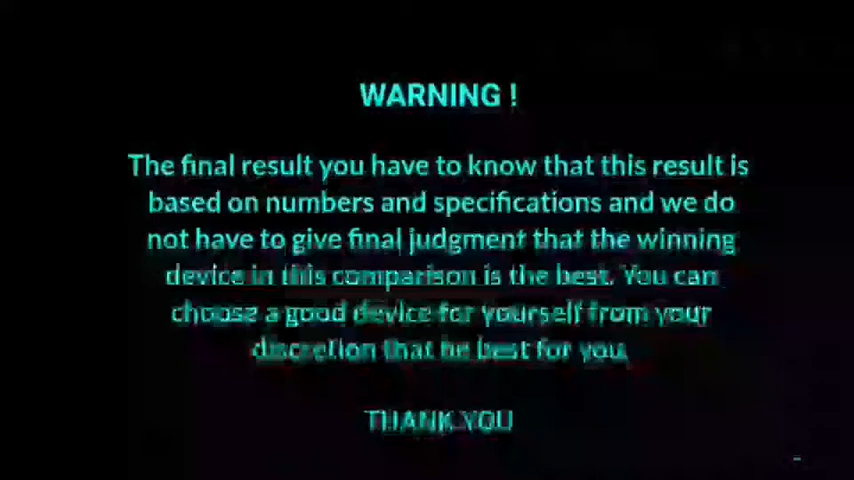 WARNING !
The final result you have to know that this result is
based on numbers and specifications and we do
not have to give final judgment that the winning
device in this comparison is the best. You can
choose a good device for yourself from your
discretion that he best for you.
THANK YOU